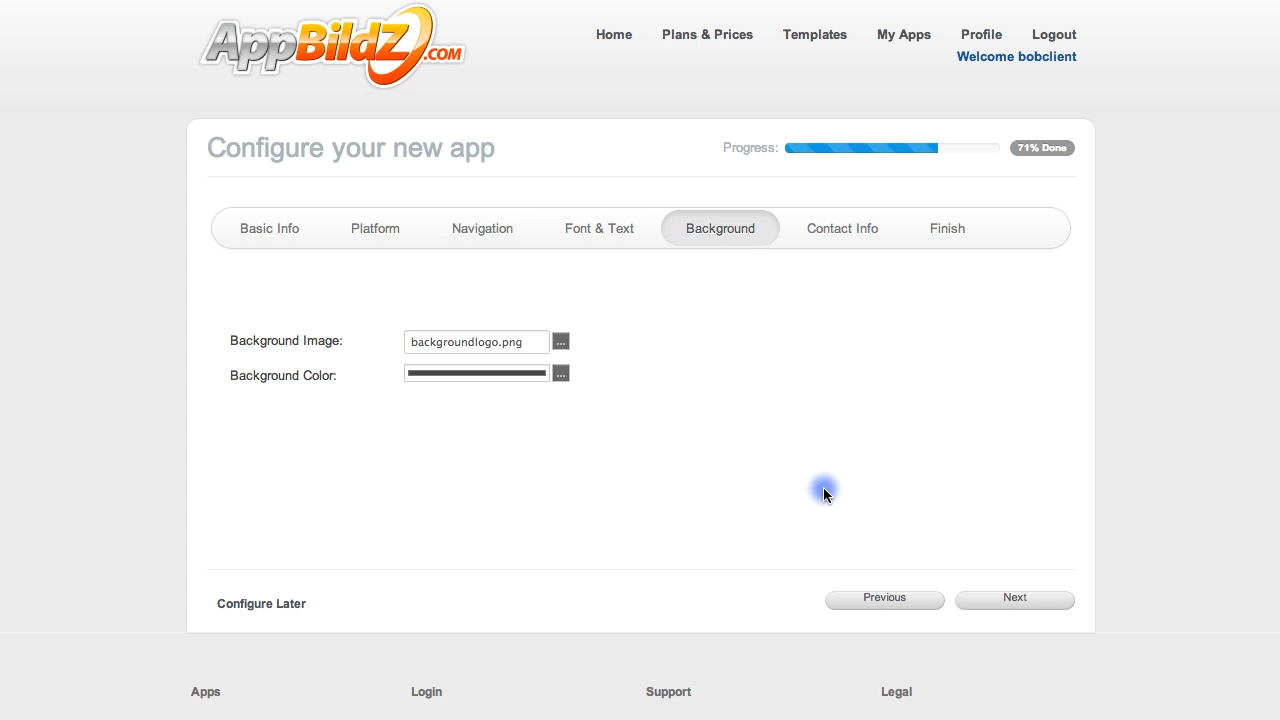 AppBildZ.COM
Home Plans & Prices Templates My Apps Profile Logout
Welcome bobclient
Configure your new app
Progress: 71% Done
Basic Info Platform Navigation Font & Text Background Contact Info Finish
Background Image: backgroundlogo.png ...
Background Color: ...
Configure Later Previous Next
Apps Login Support Legal